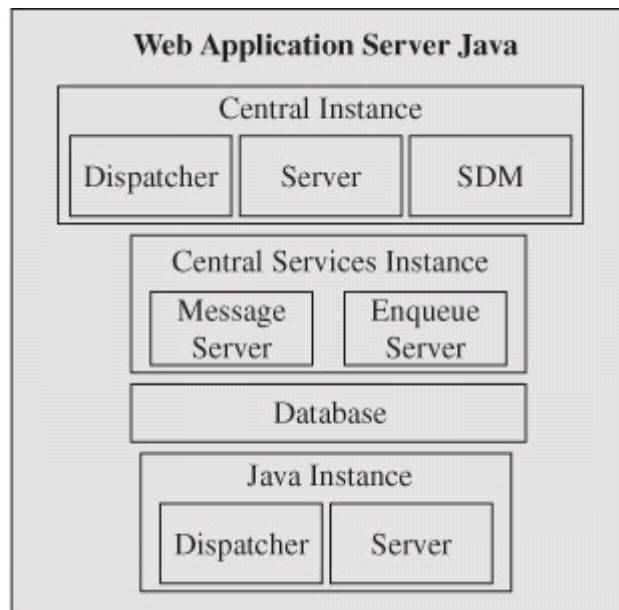 Web Application Server Java
Central Instance
Dispatcher Server SDM
Central Services Instance
Message Enqueue
Server Server
Database
Java Instance
Dispatcher Server